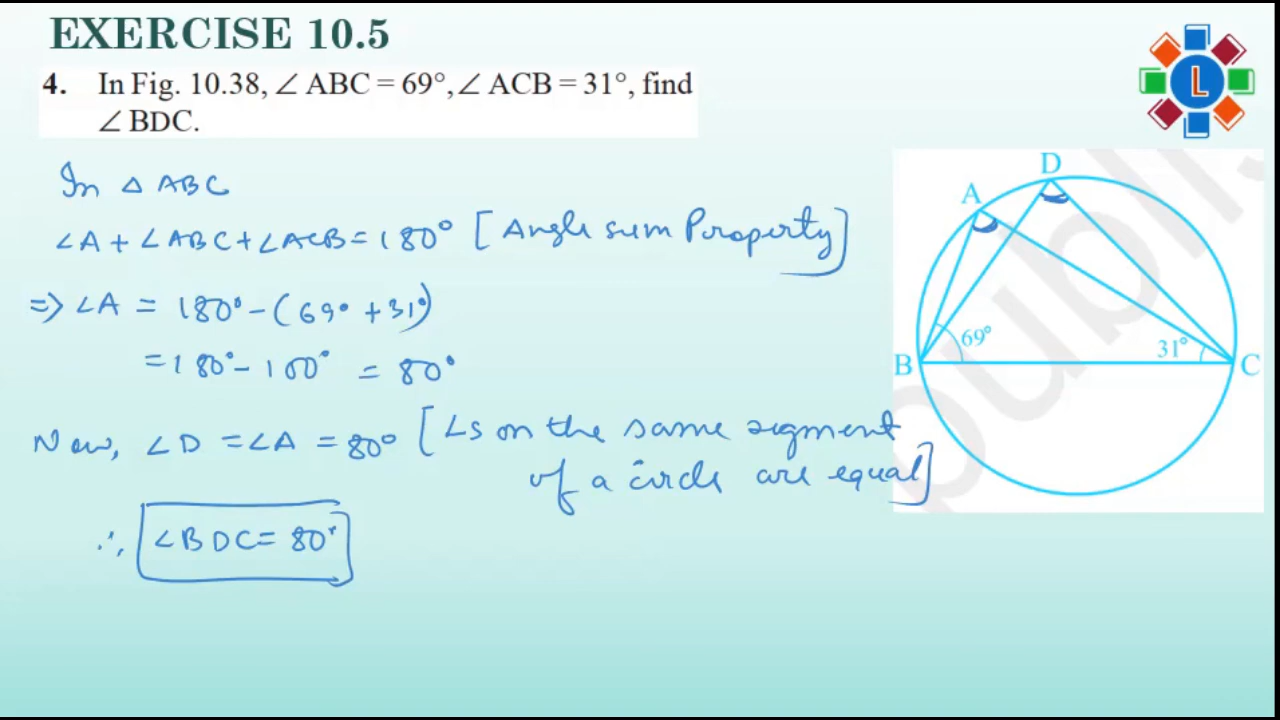 EXERCISE 10.5
4. In Fig. 10.38, ∠ ABC = 69°, ∠ ACB = 31°, find
∠ BDC.
In △ ABC
∠A + ∠ABC + ∠ACB = 180° [Angle sum Property]
=> ∠A = 180° - (69° + 31°)
= 180° - 100° = 80°
Now, ∠D = ∠A = 80° [∠s on the same segment
of a circle are equal]
∴, ∠BDC = 80°
L
D
A
69°
31°
B
C
publis